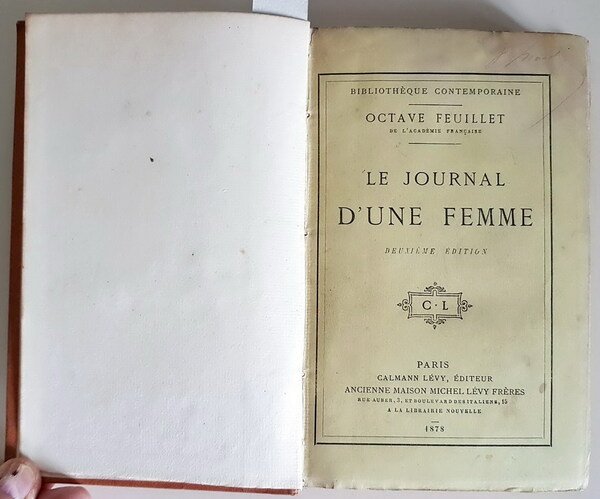 BIBLIOTHÈQUE CONTEMPORAINE
OCTAVE FEUILLET
DE L'ACADÉMIE FRANÇAISE
LE JOURNAL
D'UNE FEMME
DEUXIÈME ÉDITION
C·L
PARIS
CALMANN LÉVY, ÉDITEUR
ANCIENNE MAISON MICHEL LÉVY FRÈRES
RUE AUBER, 3, ET BOULEVARD DES ITALIENS, 15
A LA LIBRAIRIE NOUVELLE
1878